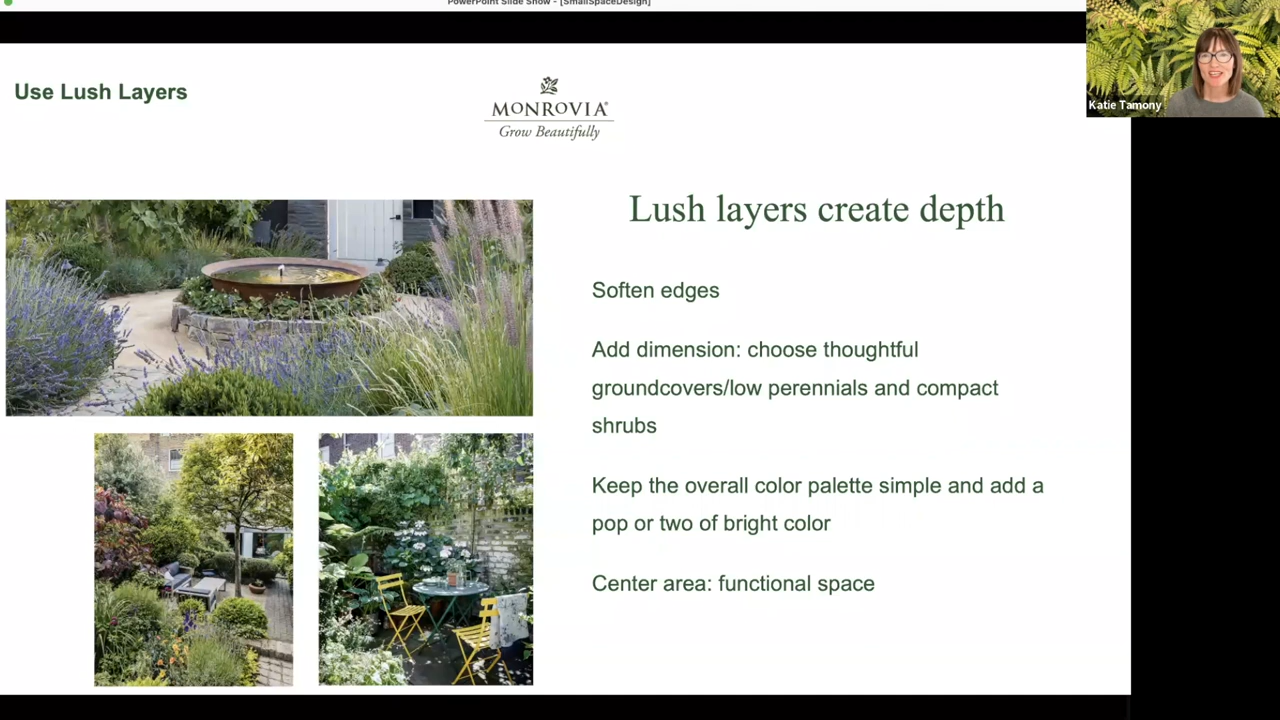 PowerPoint Slide Show - [SmallSpaceDesign]
Katie Tamony
Use Lush Layers
MONROVIA®
Grow Beautifully
Lush layers create depth
Soften edges
Add dimension: choose thoughtful
groundcovers/low perennials and compact
shrubs
Keep the overall color palette simple and add a
pop or two of bright color
Center area: functional space